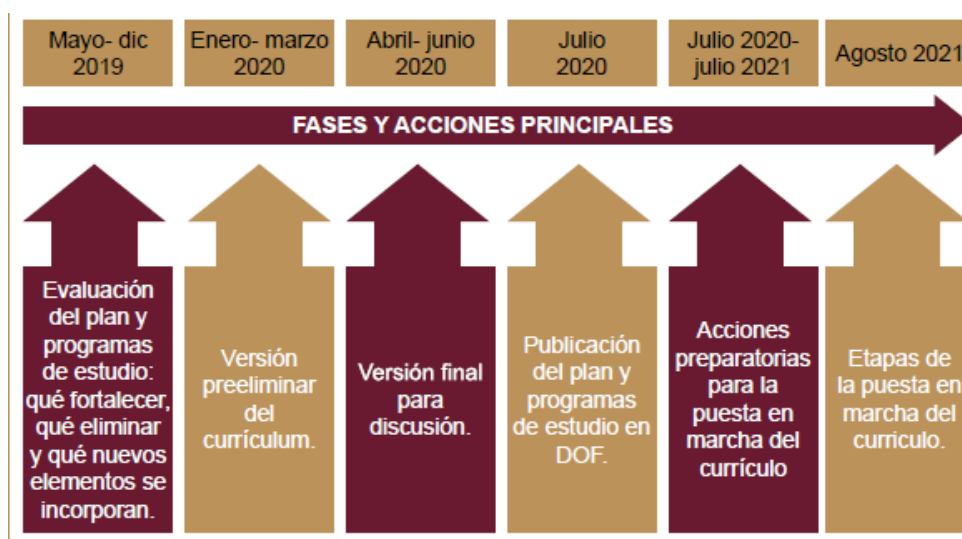 Mayo- dic
2019
Enero- marzo
2020
Abril- junio
2020
Julio
2020
Julio 2020-
julio 2021
Agosto 2021
FASES Y ACCIONES PRINCIPALES
Evaluación
del plan y
programas
de estudio:
qué fortalecer,
qué eliminar
y qué nuevos
elementos se
incorporan.
Versión
preeliminar
del
currículum.
Versión final
para
discusión.
Publicación
del plan y
programas
de estudio en
DOF.
Acciones
preparatorias
para la
puesta en
marcha del
currículo
Etapas de
la puesta en
marcha del
curriculo.